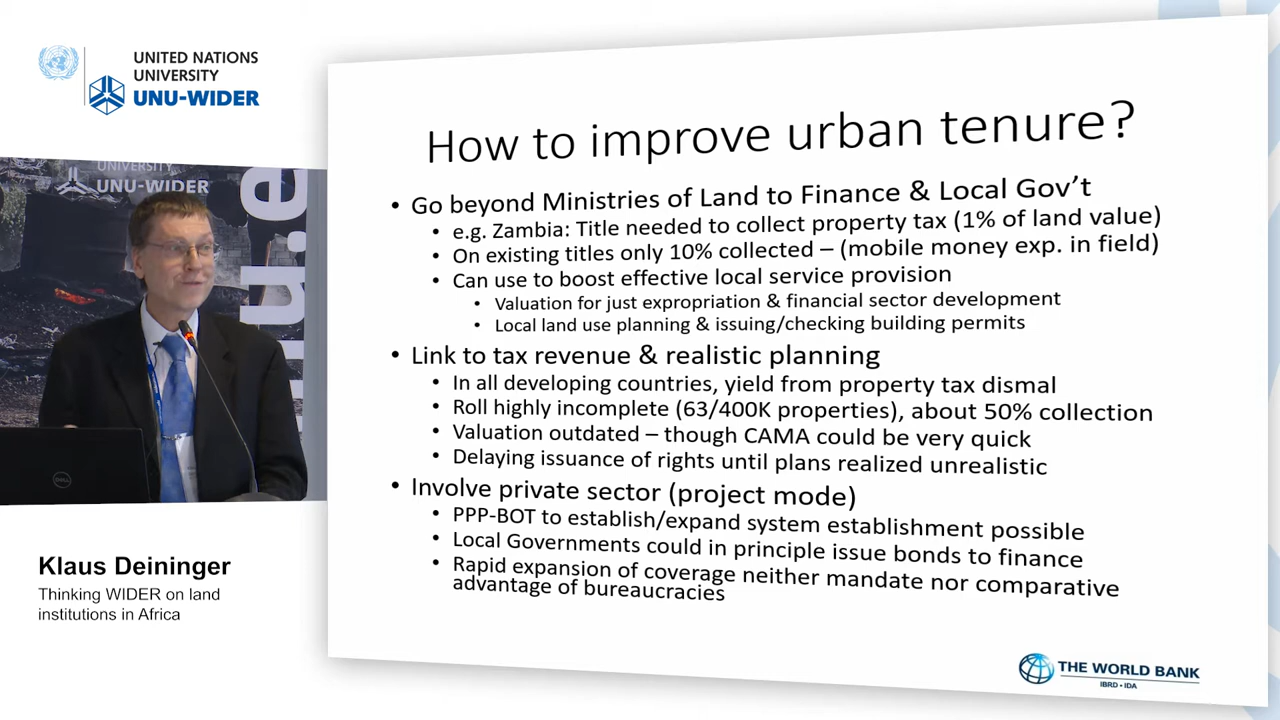 UNITED NATIONS
UNIVERSITY
UNU-WIDER
UNIVERSITY
UNU-WIDER
u.e
DELL
Klaus Deininger
Thinking WIDER on land
institutions in Africa
How to improve urban tenure?
• Go beyond Ministries of Land to Finance & Local Gov’t
• e.g. Zambia: Title needed to collect property tax (1% of land value)
• On existing titles only 10% collected – (mobile money exp. in field)
• Can use to boost effective local service provision
• Valuation for just expropriation & financial sector development
• Local land use planning & issuing/checking building permits
• Link to tax revenue & realistic planning
• In all developing countries, yield from property tax dismal
• Roll highly incomplete (63/400K properties), about 50% collection
• Valuation outdated – though CAMA could be very quick
• Delaying issuance of rights until plans realized unrealistic
• Involve private sector (project mode)
• PPP-BOT to establish/expand system establishment possible
• Local Governments could in principle issue bonds to finance
• Rapid expansion of coverage neither mandate nor comparative
advantage of bureaucracies
THE WORLD BANK
IBRD • IDA